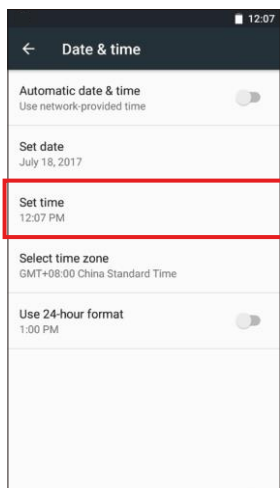 12:07
Date & time
Automatic date & time
Use network-provided time
Set date
July 18, 2017
Set time
12:07 PM
Select time zone
GMT+08:00 China Standard Time
Use 24-hour format
1:00 PM